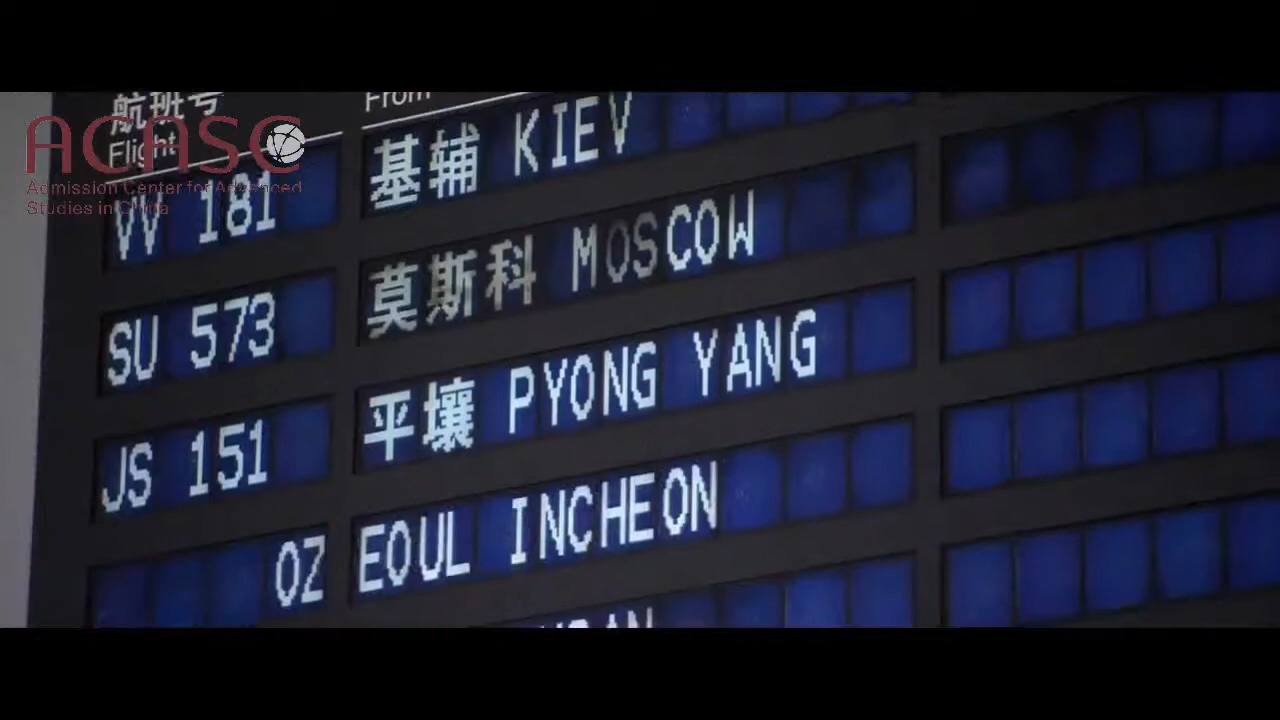 ACASC
Admission Center for Advanced
Studies in China
航班号
Flight
From
VV 181 基辅 KIEV
SU 573 莫斯科 MOSCOW
JS 151 平壤 PYONG YANG
OZ EOUL INCHEON